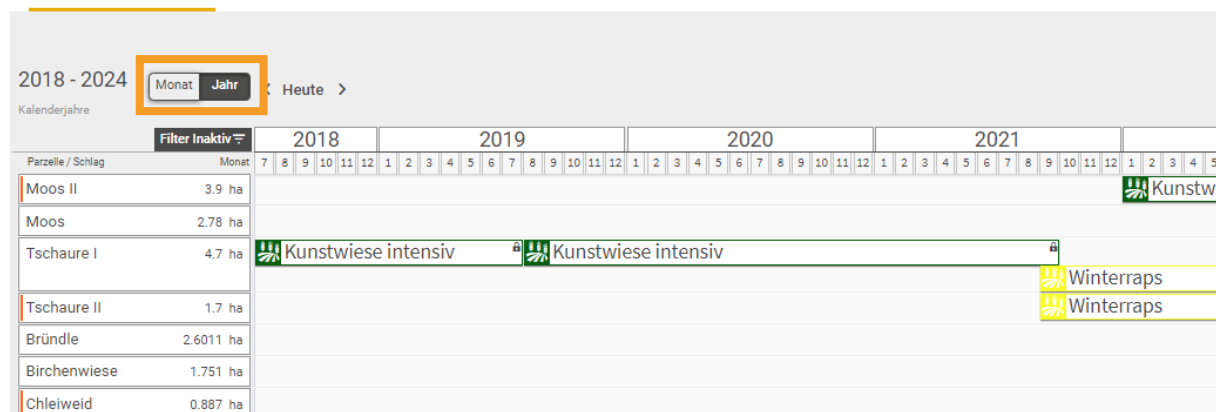 2018 - 2024 Monat Jahr Heute
Kalenderjahre
Filter Inaktiv 2018 2019 2020 2021
Parzelle / Schlag Monat 7 8 9 10 11 12 1 2 3 4 5 6 7 8 9 10 11 12 1 2 3 4 5 6 7 8 9 10 11 12 1 2 3 4 5 6 7 8 9 10 11 12 1 2 3 4 5
Moos II 3.9 ha Kunstw
Moos 2.78 ha
Tschaure I 4.7 ha Kunstwiese intensiv Kunstwiese intensiv
Winterraps
Tschaure II 1.7 ha Winterraps
Bründle 2.6011 ha
Birchenwiese 1.751 ha
Chleiweid 0.887 ha